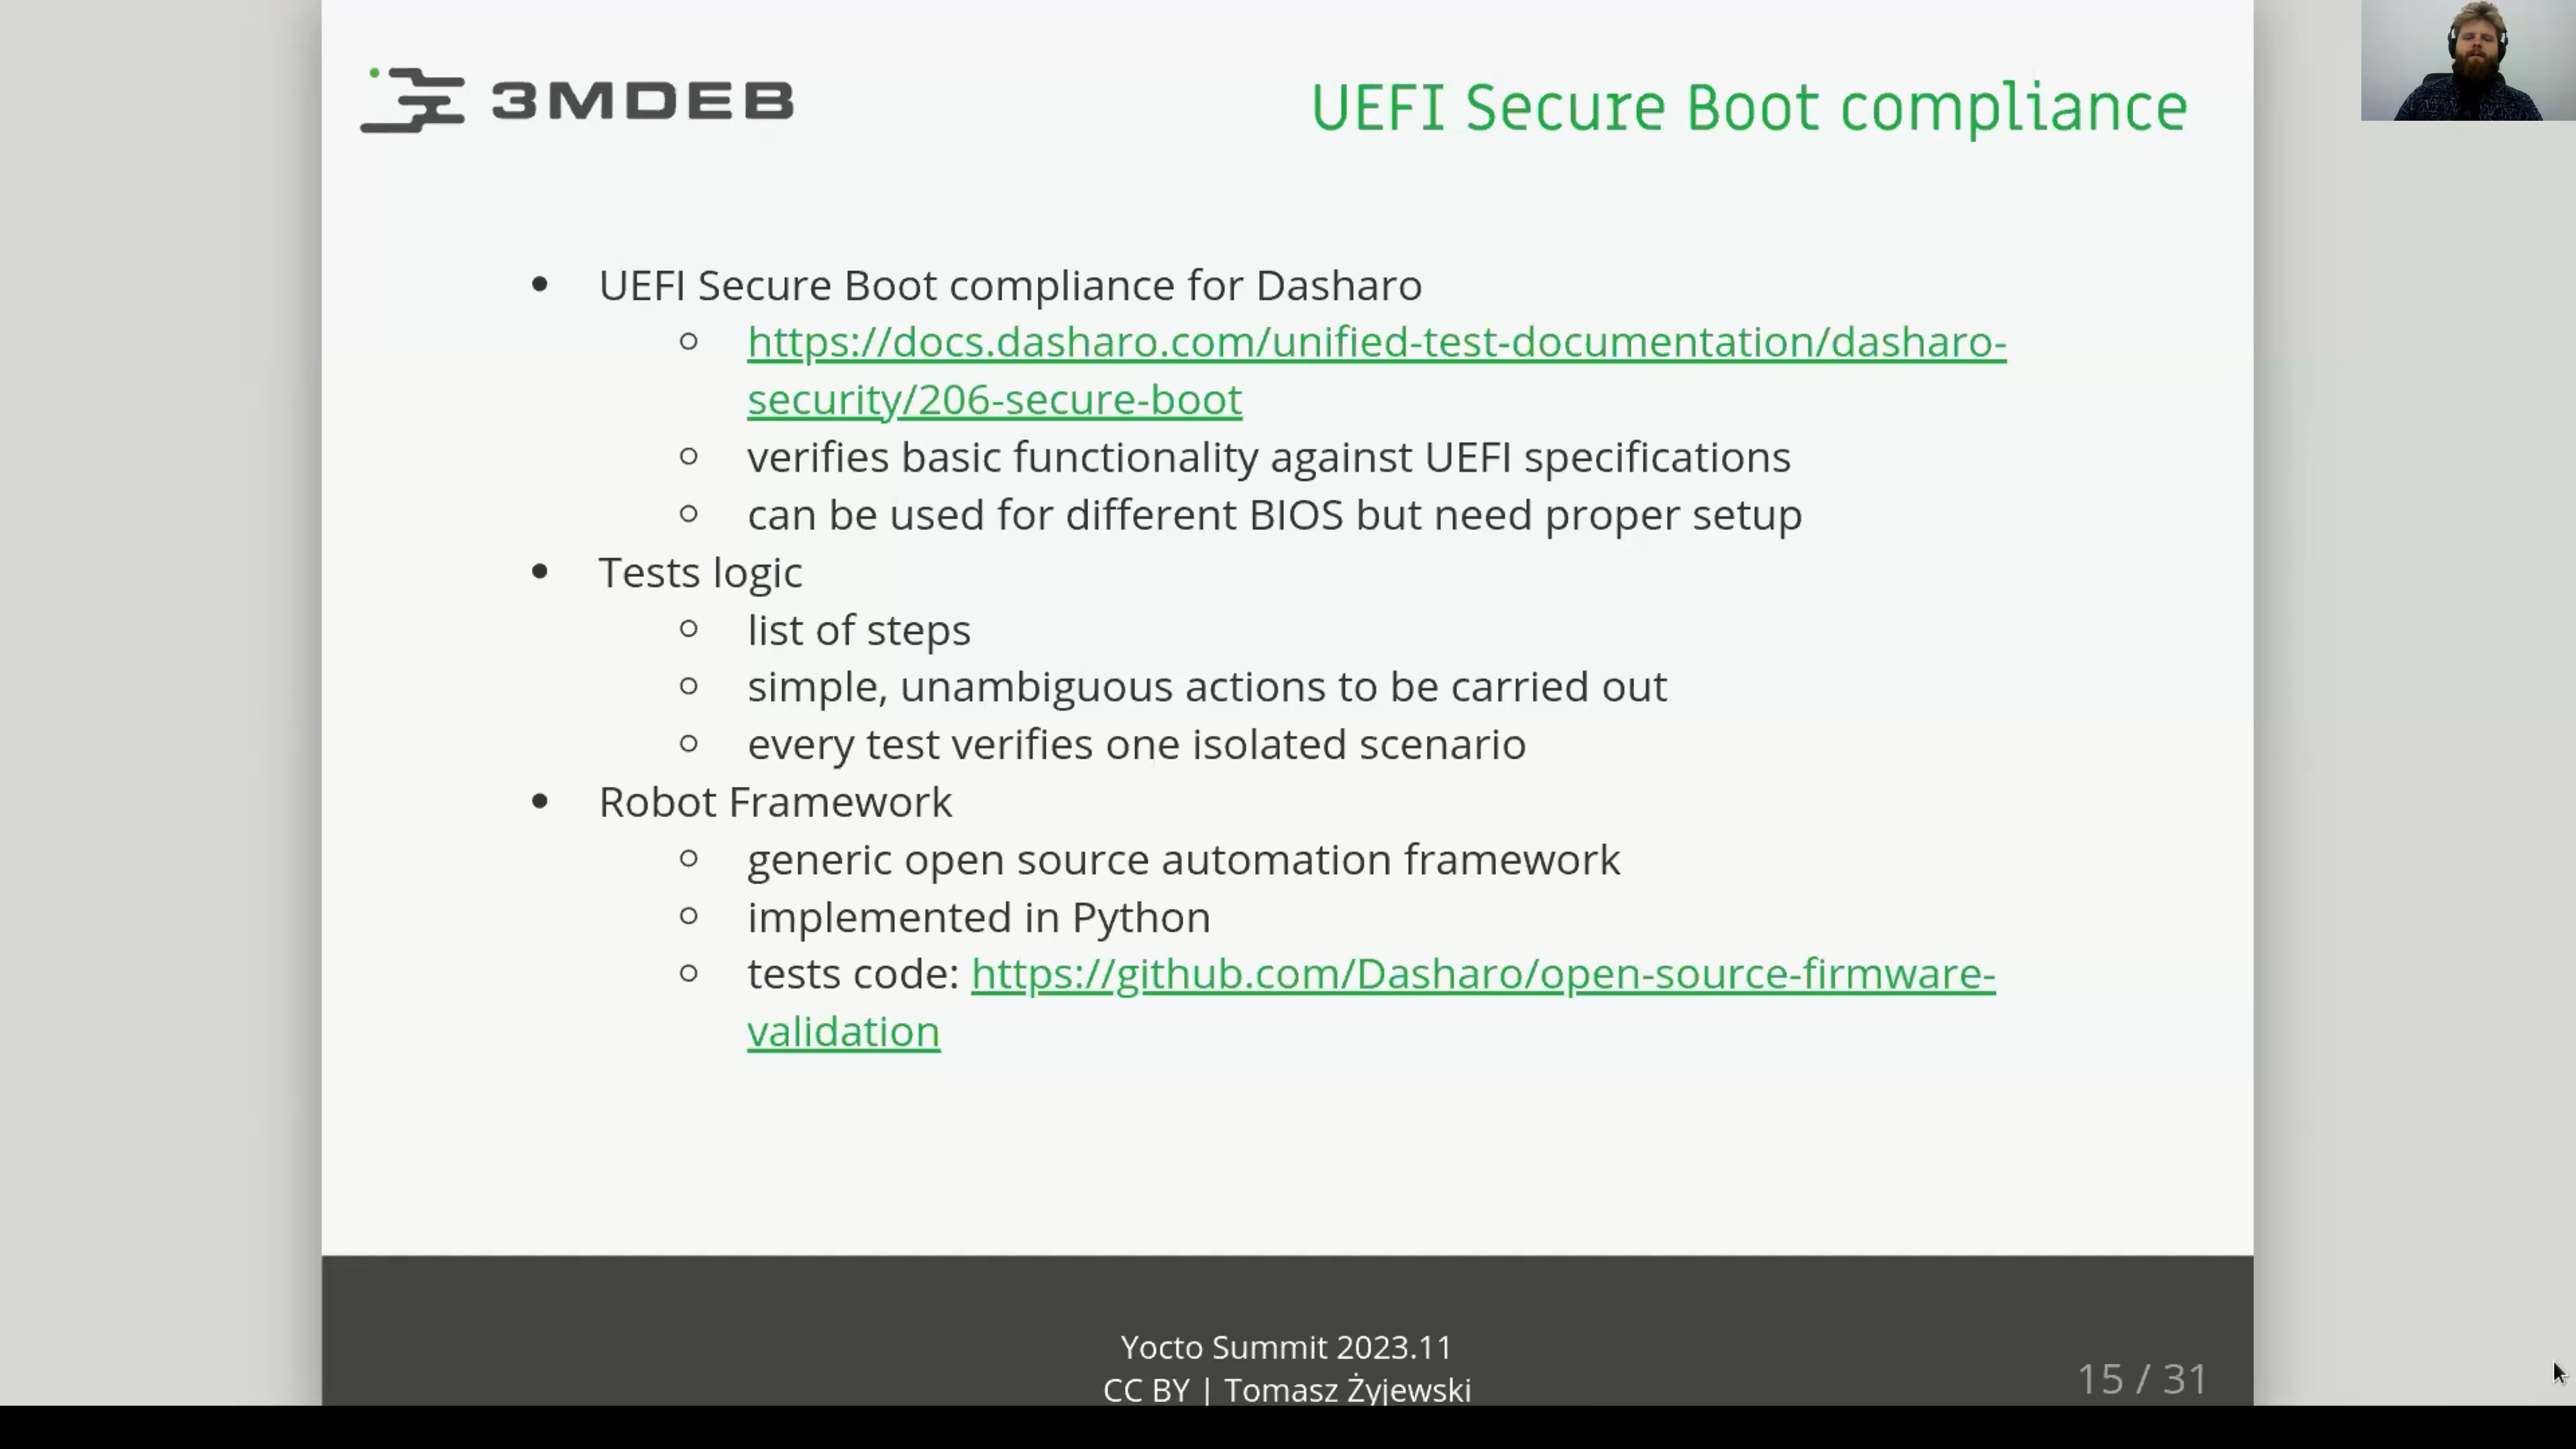 3MDEB
UEFI Secure Boot compliance
UEFI Secure Boot compliance for Dasharo
https://docs.dasharo.com/unified-test-documentation/dasharo-
security/206-secure-boot
verifies basic functionality against UEFI specifications
can be used for different BIOS but need proper setup
Tests logic
list of steps
simple, unambiguous actions to be carried out
every test verifies one isolated scenario
Robot Framework
generic open source automation framework
implemented in Python
tests code: https://github.com/Dasharo/open-source-firmware-
validation
Yocto Summit 2023.11
CC BY | Tomasz Żyjewski
15 / 31